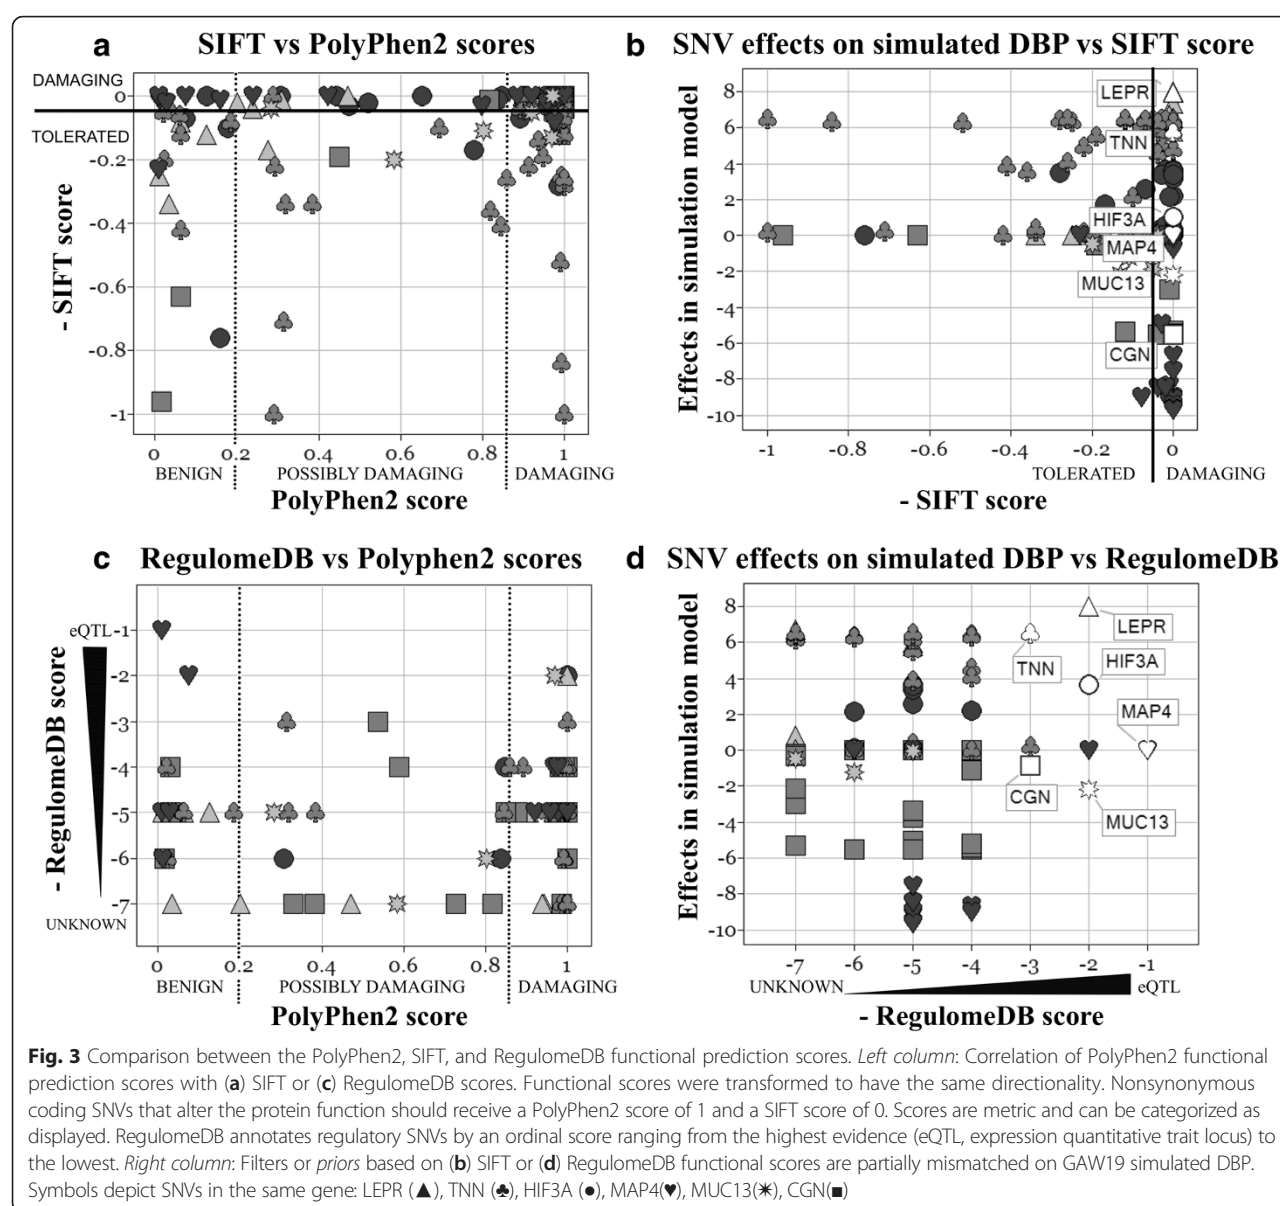 a SIFT vs PolyPhen2 scores
DAMAGING
TOLERATED
0
-0.2
-0.4
-0.6
-0.8
-1
- SIFT score
0 0.2 0.4 0.6 0.8 1
BENIGN POSSIBLY DAMAGING DAMAGING
PolyPhen2 score
b SNV effects on simulated DBP vs SIFT score
Effects in simulation model
8
6
4
2
0
-2
-4
-6
-8
-10
LEPR
TNN
HIF3A
MAP4
MUC13
CGN
-1 -0.8 -0.6 -0.4 -0.2 0
TOLERATED DAMAGING
- SIFT score
c RegulomeDB vs Polyphen2 scores
- RegulomeDB score
eQTL -1
-2
-3
-4
-5
-6
-7
UNKNOWN
0 0.2 0.4 0.6 0.8 1
BENIGN POSSIBLY DAMAGING DAMAGING
PolyPhen2 score
d SNV effects on simulated DBP vs RegulomeDB
Effects in simulation model
8
6
4
2
0
-2
-4
-6
-8
-10
LEPR
TNN
HIF3A
MAP4
CGN
MUC13
-7 -6 -5 -4 -3 -2 -1
UNKNOWN eQTL
- RegulomeDB score
Fig. 3 Comparison between the PolyPhen2, SIFT, and RegulomeDB functional prediction scores. Left column: Correlation of PolyPhen2 functional
prediction scores with (a) SIFT or (c) RegulomeDB scores. Functional scores were transformed to have the same directionality. Nonsynonymous
coding SNVs that alter the protein function should receive a PolyPhen2 score of 1 and a SIFT score of 0. Scores are metric and can be categorized as
displayed. RegulomeDB annotates regulatory SNVs by an ordinal score ranging from the highest evidence (eQTL, expression quantitative trait locus) to
the lowest. Right column: Filters or priors based on (b) SIFT or (d) RegulomeDB functional scores are partially mismatched on GAW19 simulated DBP.
Symbols depict SNVs in the same gene: LEPR (▲), TNN (♣), HIF3A (●), MAP4(♥), MUC13(✶), CGN(■)